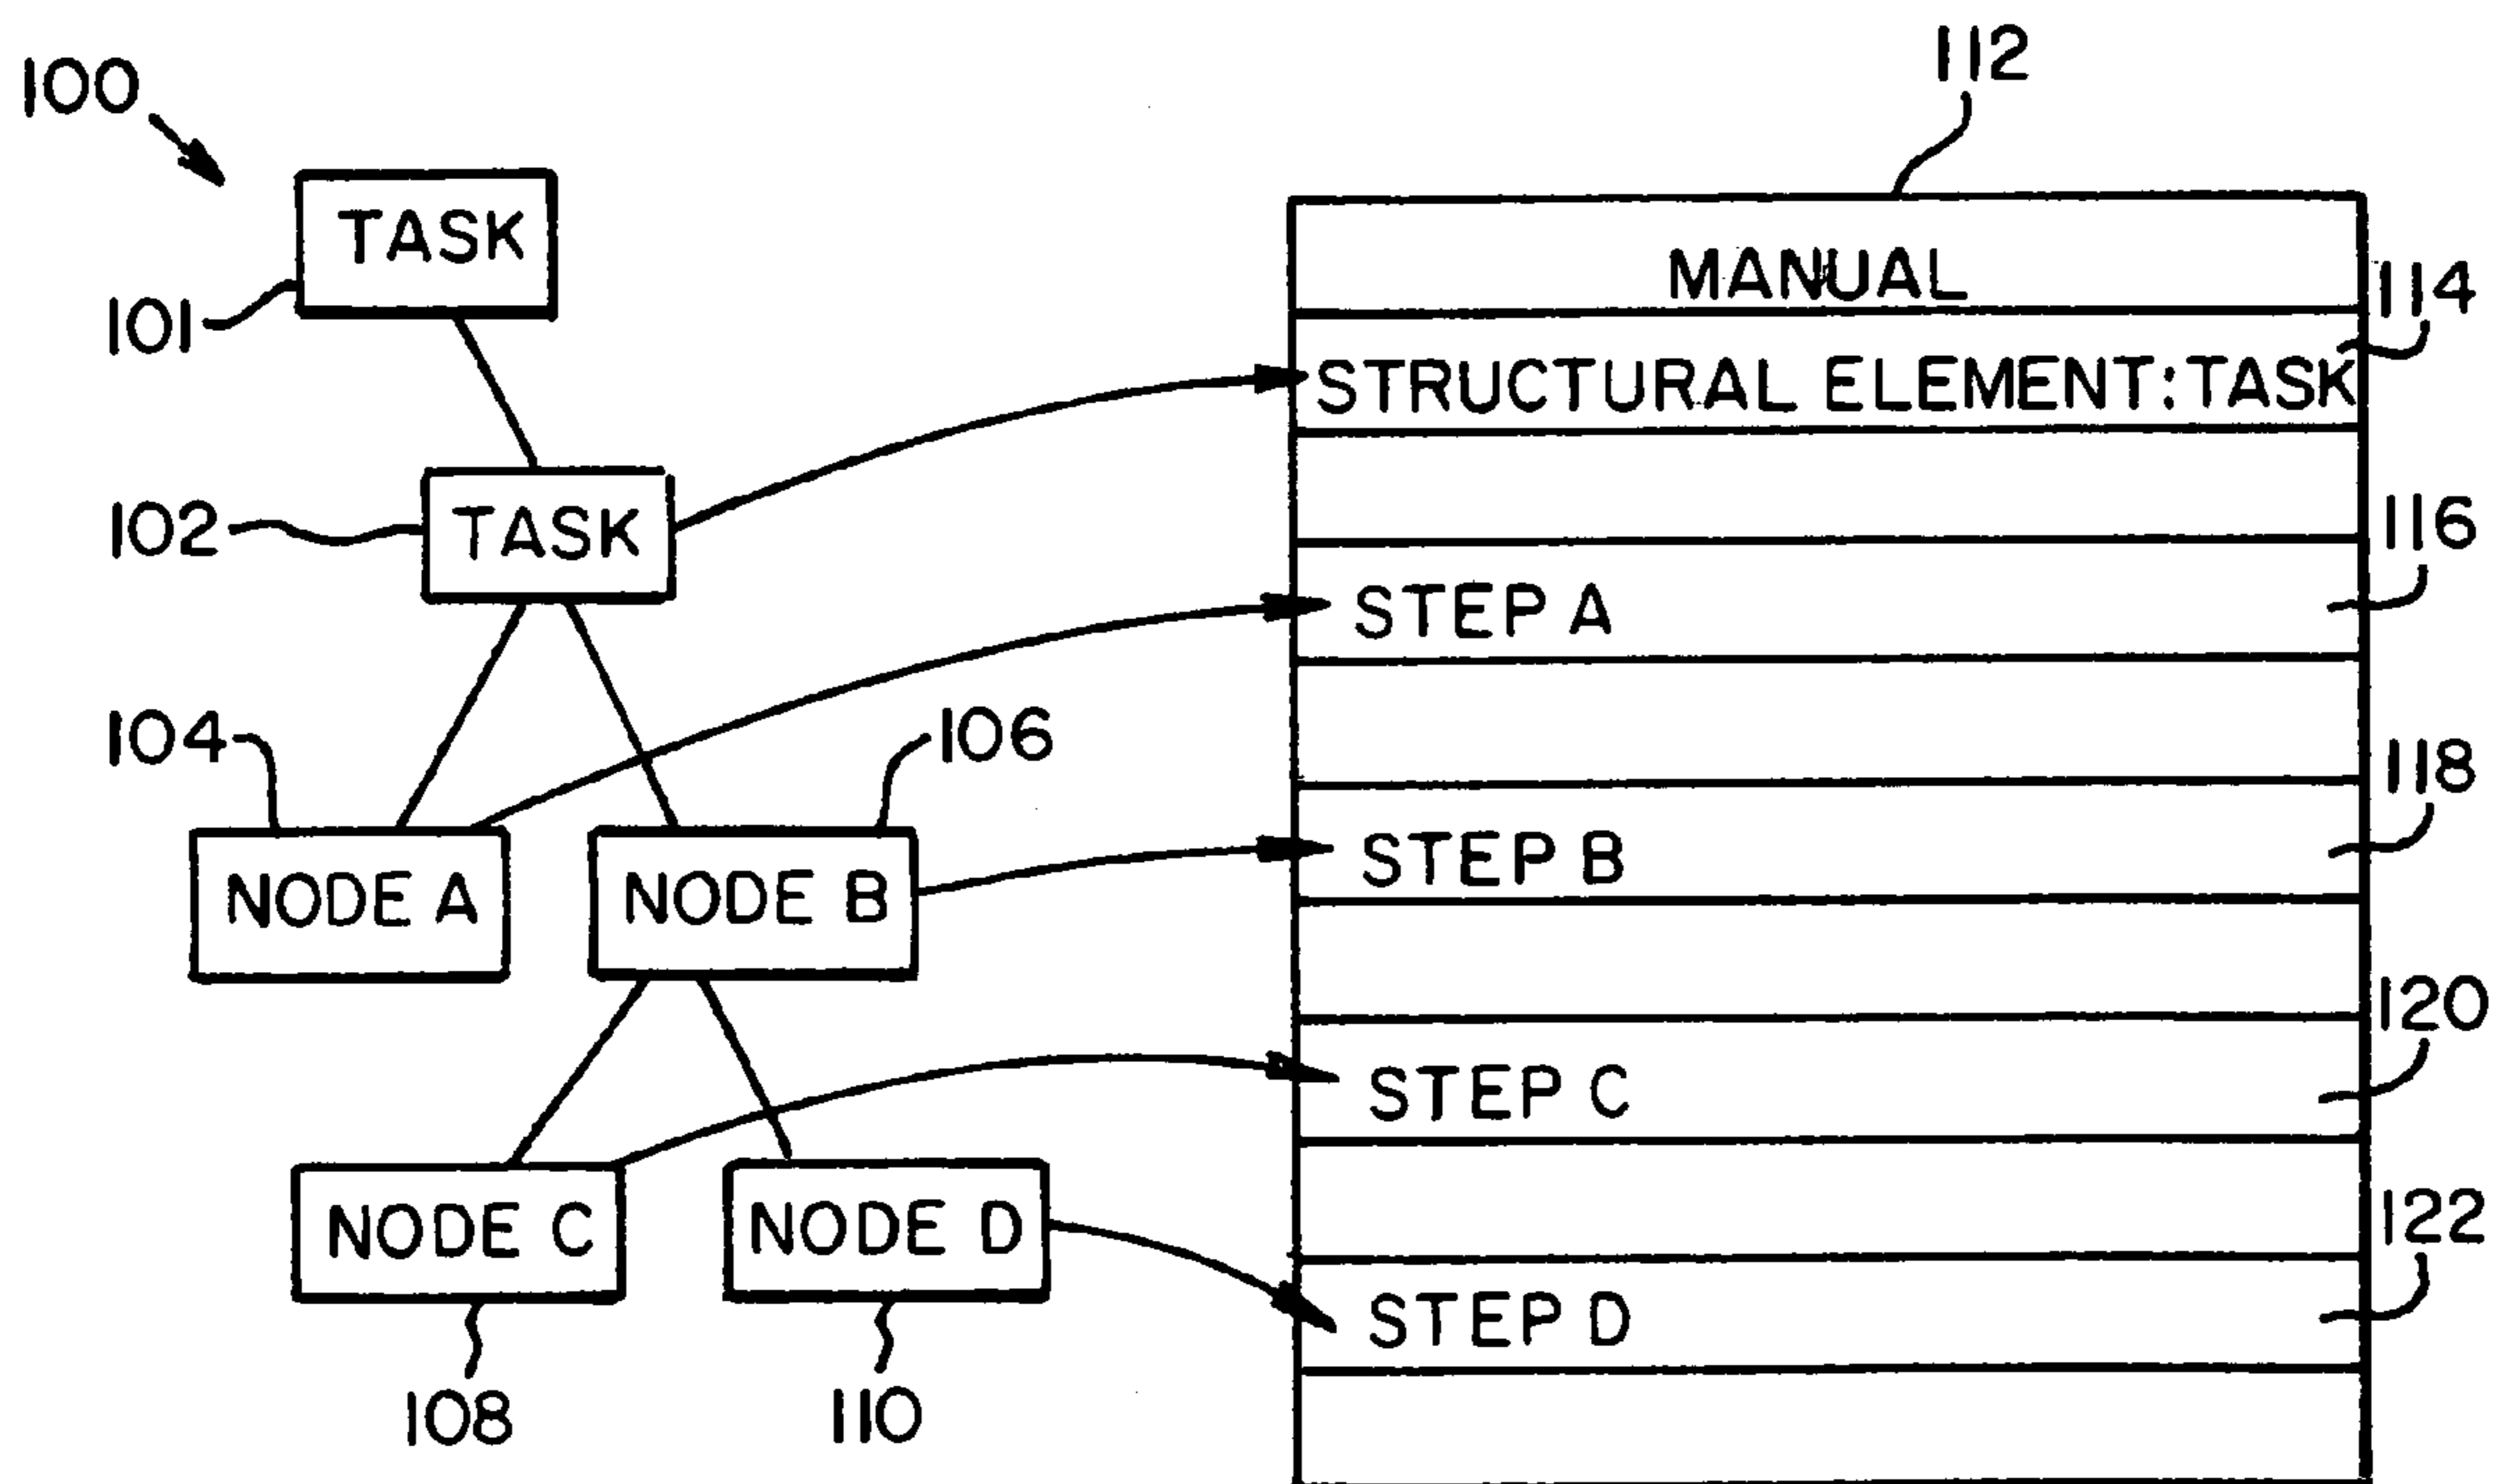 112
100
TASK
MANUAL
114
101
STRUCTURAL ELEMENT:TASK
102
TASK
116
STEP A
104
106
118
STEP B
NODE A
NODE B
120
STEP C
122
NODE C
NODE D
STEP D
108
110